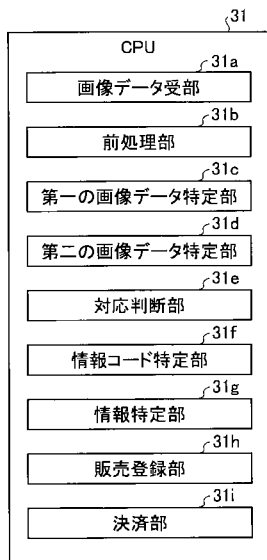 31
CPU
31a
画像データ受部
31b
前処理部
31c
第一の画像データ特定部
31d
第二の画像データ特定部
31e
対応判断部
31f
情報コード特定部
31g
情報特定部
31h
販売登録部
31i
決済部